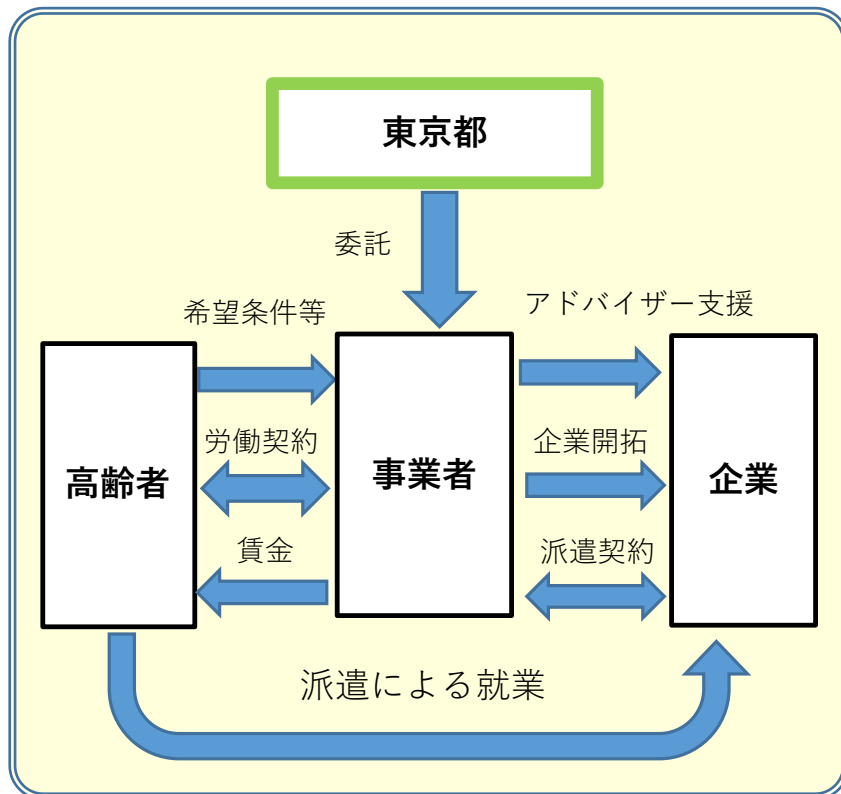 東京都
委託
希望条件等
アドバイザー支援
高齢者
労働契約
賃金
事業者
企業開拓
派遣契約
企業
派遣による就業